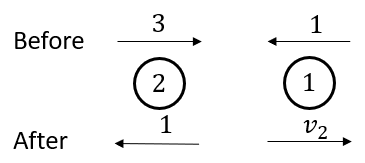 Before 3 1
2 1
After 1 v₂